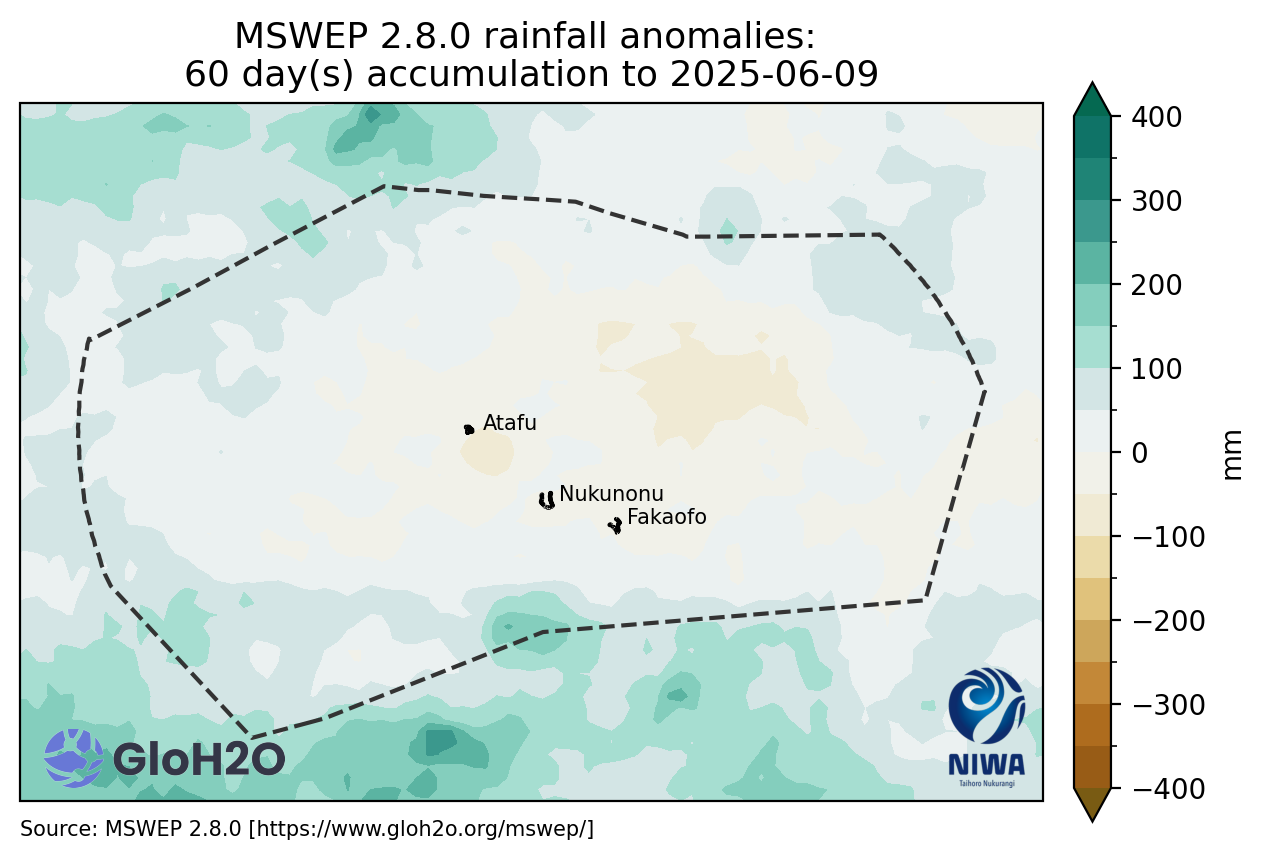 MSWEP 2.8.0 rainfall anomalies:
60 day(s) accumulation to 2025-06-09
400
300
200
100
0
−100
−200
−300
−400
mm
Atafu
Nukunonu
Fakaofo
GloH2O
NIWA
Taihoro Nukurangi
Source: MSWEP 2.8.0 [https://www.gloh2o.org/mswep/]